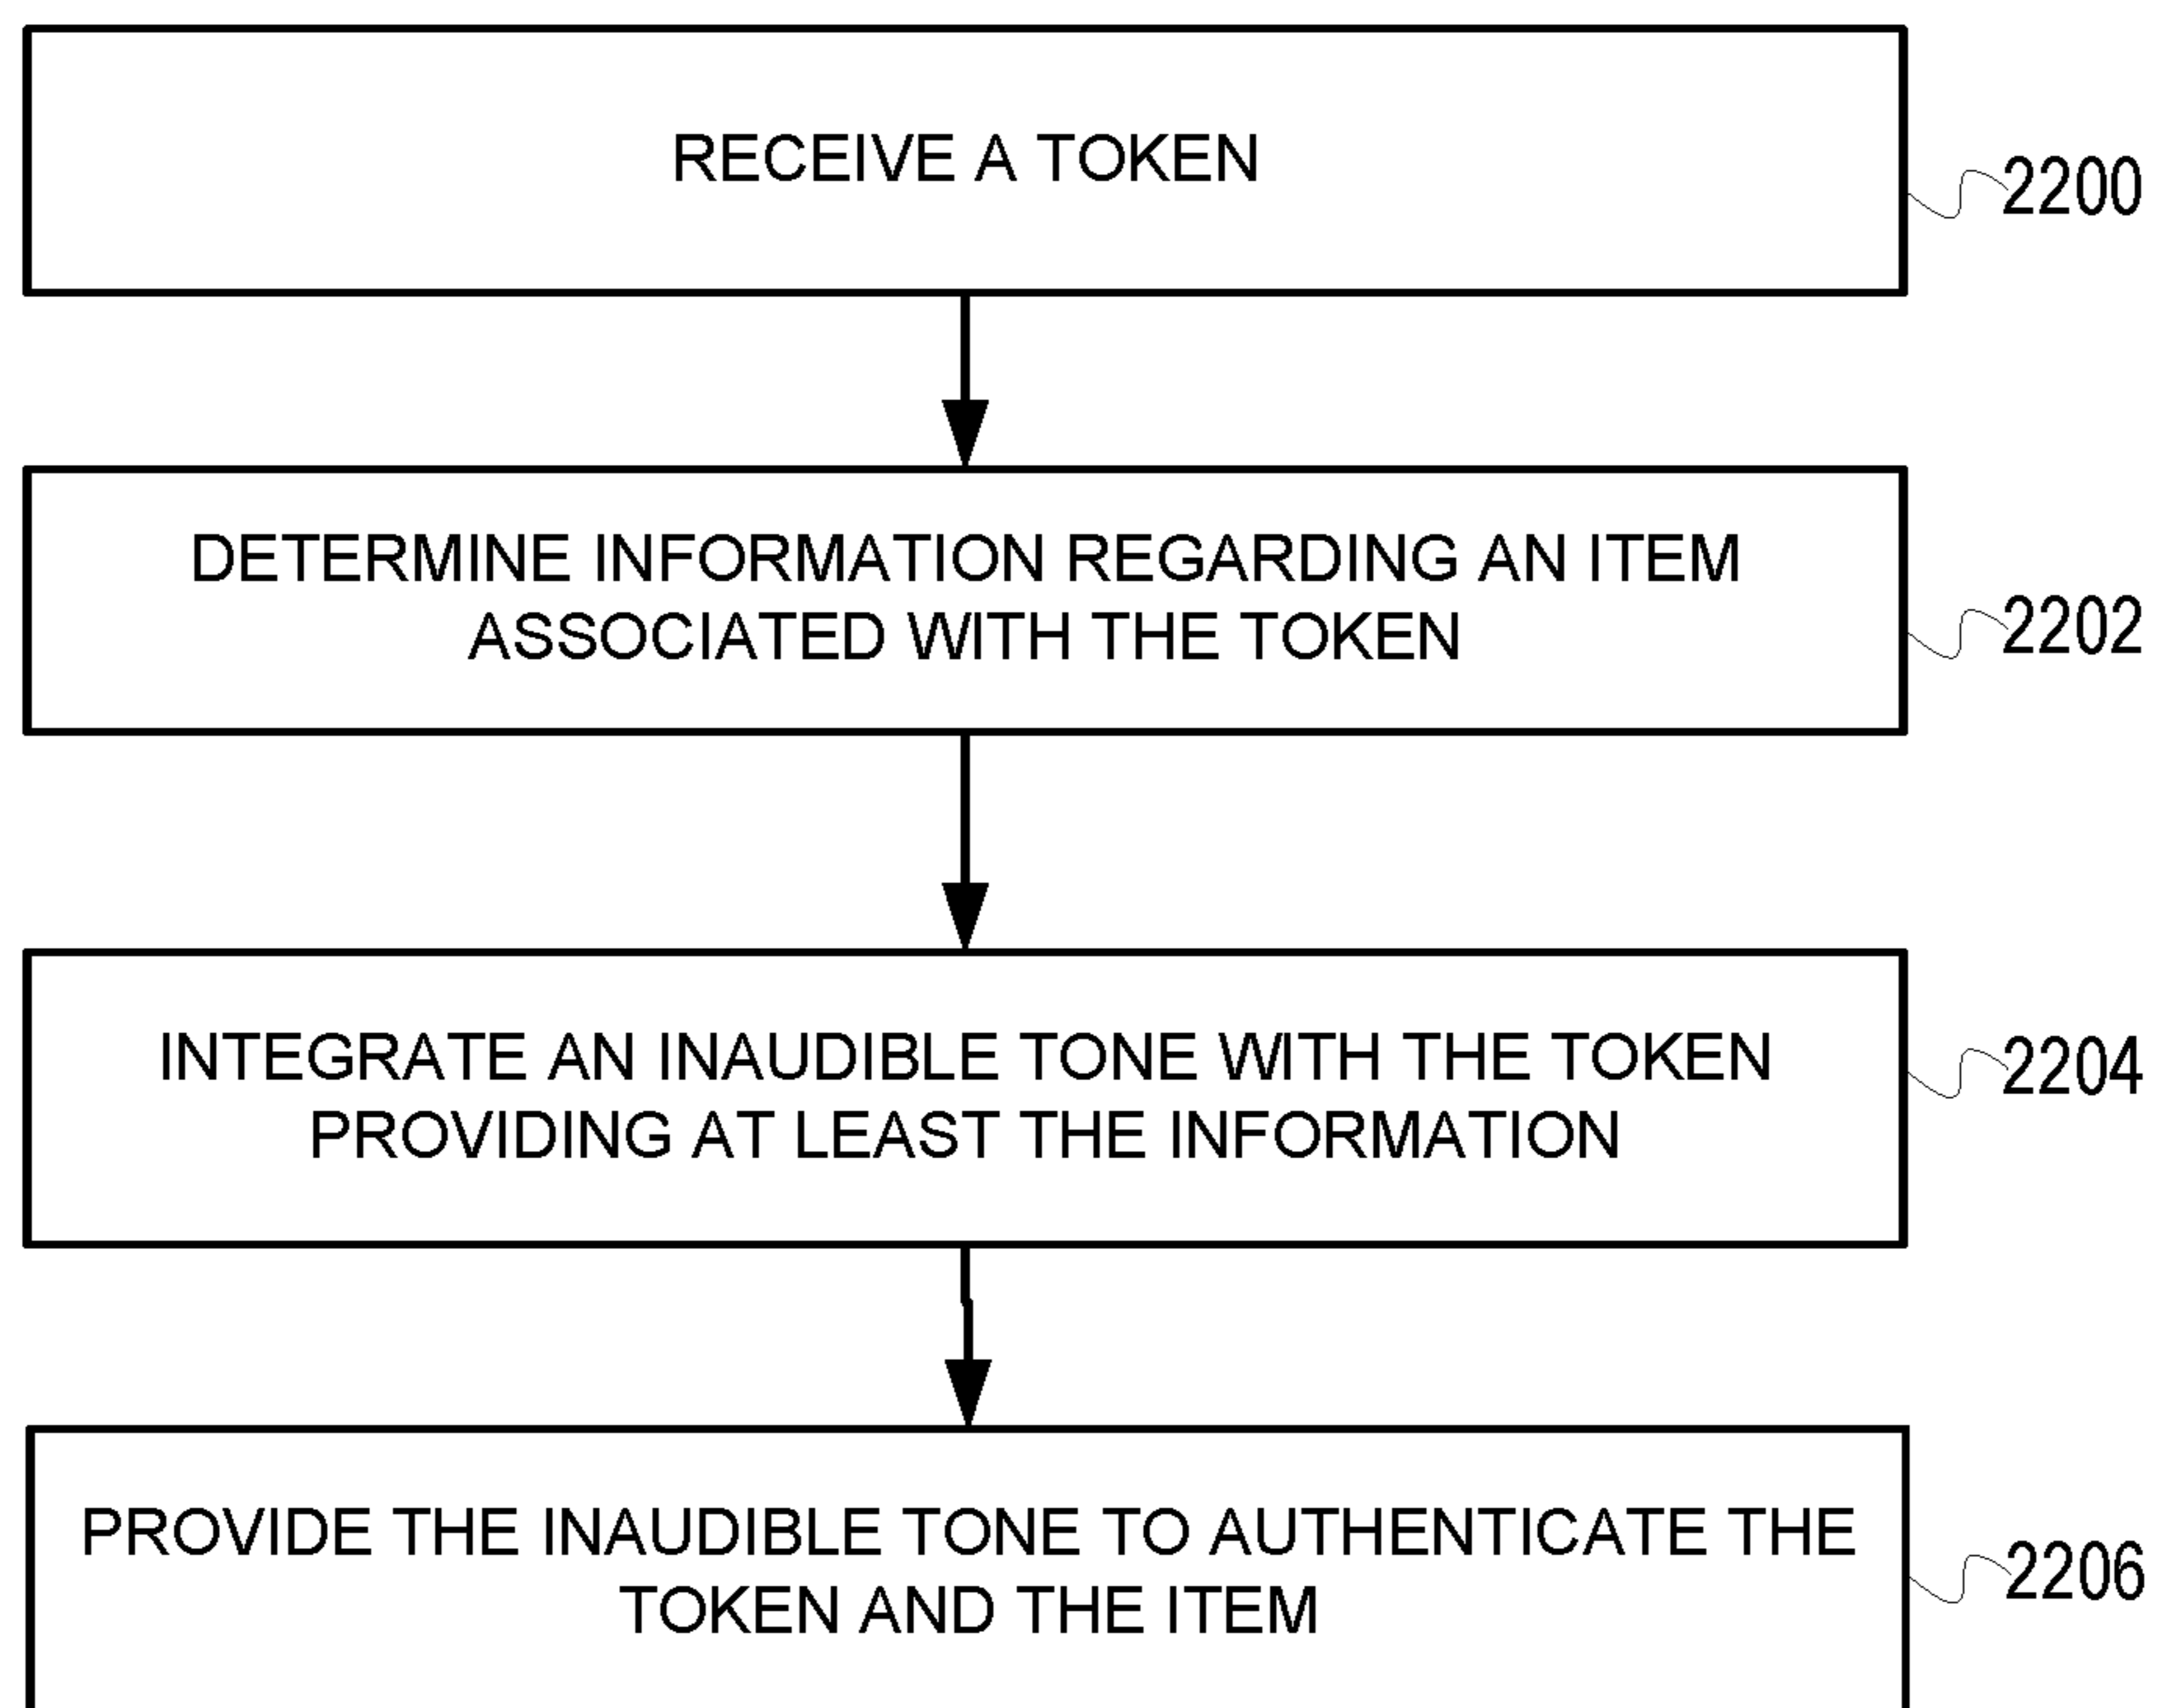 RECEIVE A TOKEN
2200
DETERMINE INFORMATION REGARDING AN ITEM
ASSOCIATED WITH THE TOKEN
2202
INTEGRATE AN INAUDIBLE TONE WITH THE TOKEN
PROVIDING AT LEAST THE INFORMATION
2204
PROVIDE THE INAUDIBLE TONE TO AUTHENTICATE THE
TOKEN AND THE ITEM
2206